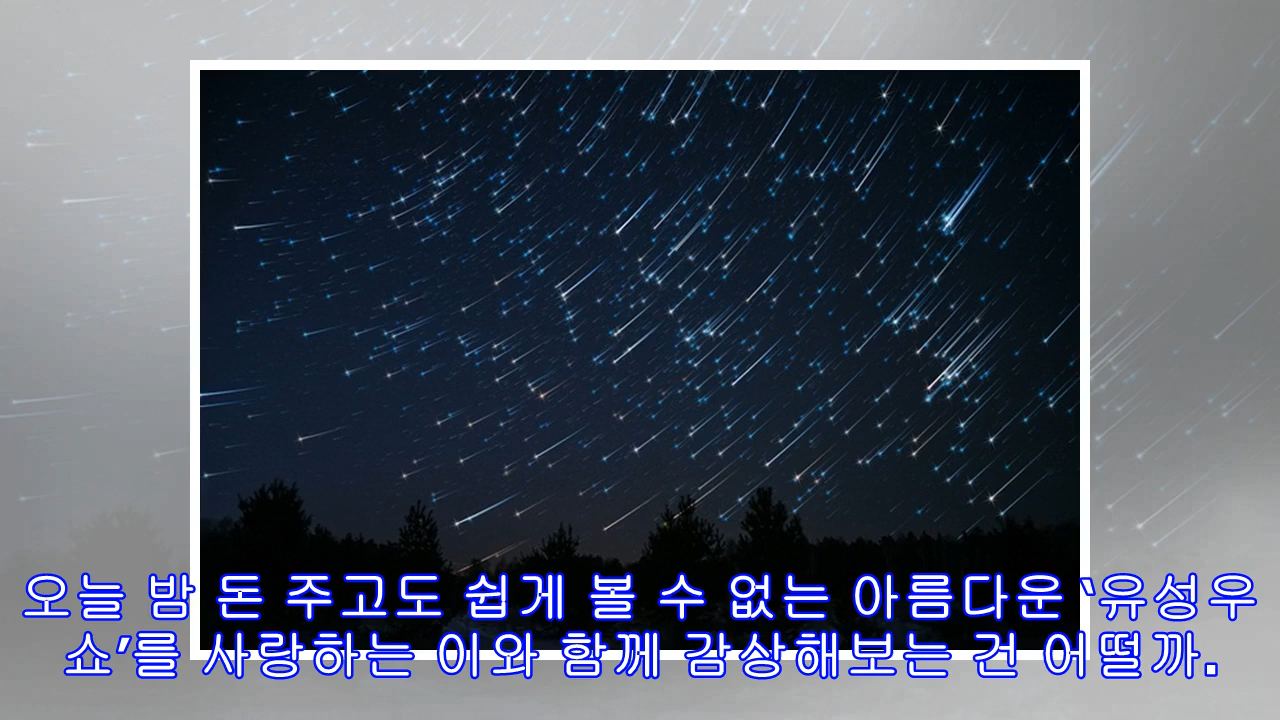 오늘 밤 돈 주고도 쉽게 볼 수 없는 아름다운 ‘유성우
쇼’를 사랑하는 이와 함께 감상해보는 건 어떨까.